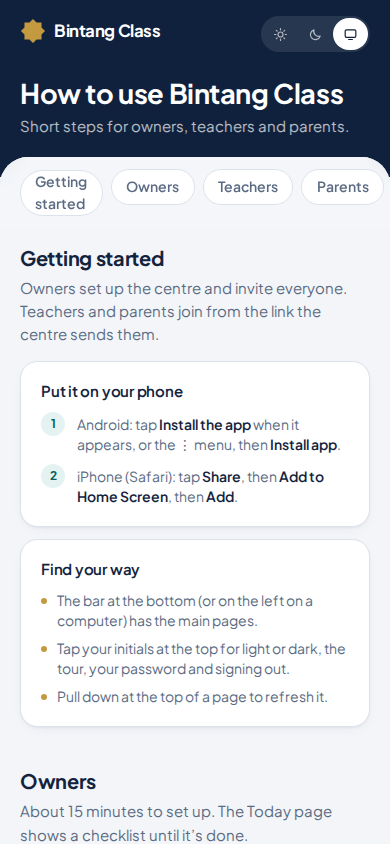 Bintang Class
How to use Bintang Class
Short steps for owners, teachers and parents.
Getting
started
Owners
Teachers
Parents
Getting started
Owners set up the centre and invite everyone.
Teachers and parents join from the link the
centre sends them.
Put it on your phone
1 Android: tap Install the app when it
appears, or the ⋮ menu, then Install app.
2 iPhone (Safari): tap Share, then Add to
Home Screen, then Add.
Find your way
• The bar at the bottom (or on the left on a
computer) has the main pages.
• Tap your initials at the top for light or dark, the
tour, your password and signing out.
• Pull down at the top of a page to refresh it.
Owners
About 15 minutes to set up. The Today page
shows a checklist until it's done.